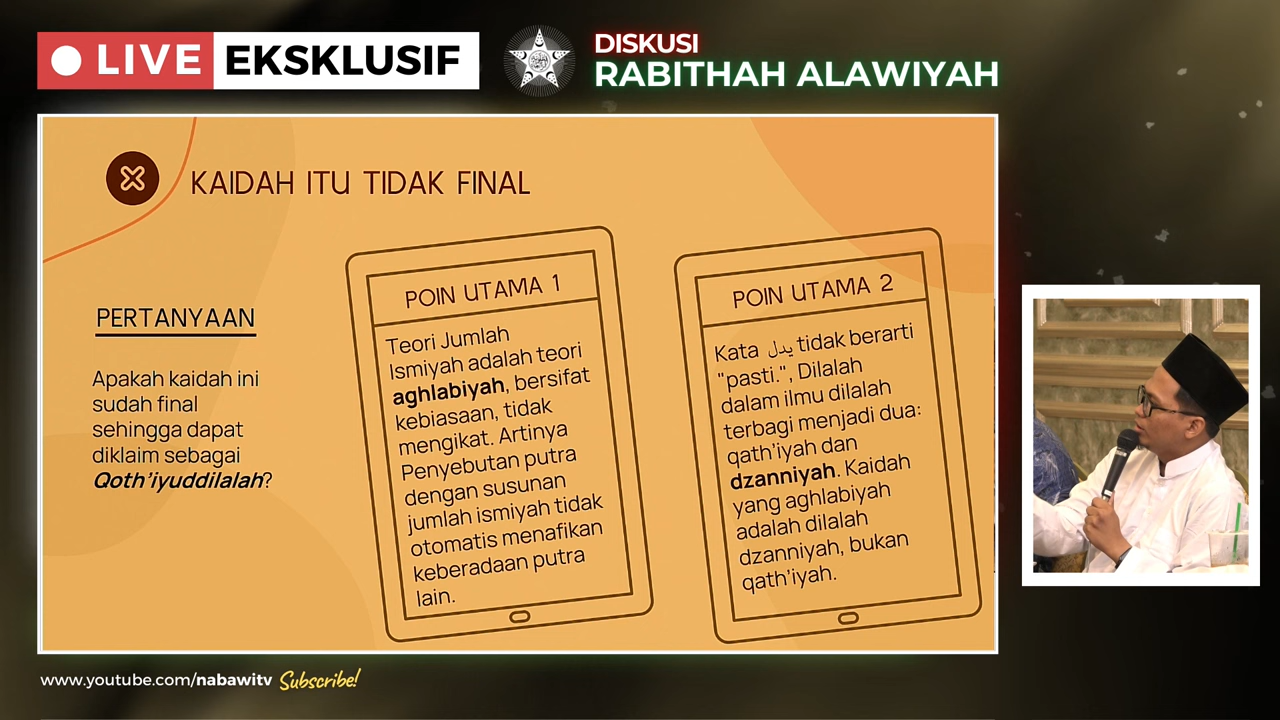 LIVE EKSKLUSIF
DISKUSI
RABITHAH ALAWIYAH
KAIDAH ITU TIDAK FINAL
PERTANYAAN
Apakah kaidah ini
sudah final
sehingga dapat
diklaim sebagai
Qoth'iyuddilalah?
POIN UTAMA 1
Teori Jumlah
Ismiyah adalah teori
aghlabiyah, bersifat
kebiasaan, tidak
mengikat. Artinya
Penyebutan putra
dengan susunan
jumlah ismiyah tidak
otomatis menafikan
keberadaan putra
lain.
POIN UTAMA 2
Kata يدل tidak berarti
"pasti.", Dilalah
dalam ilmu dilalah
terbagi menjadi dua:
qath'iyah dan
dzanniyah. Kaidah
yang aghlabiyah
adalah dilalah
dzanniyah, bukan
qath'iyah.
www.youtube.com/nabawitv Subscribe!